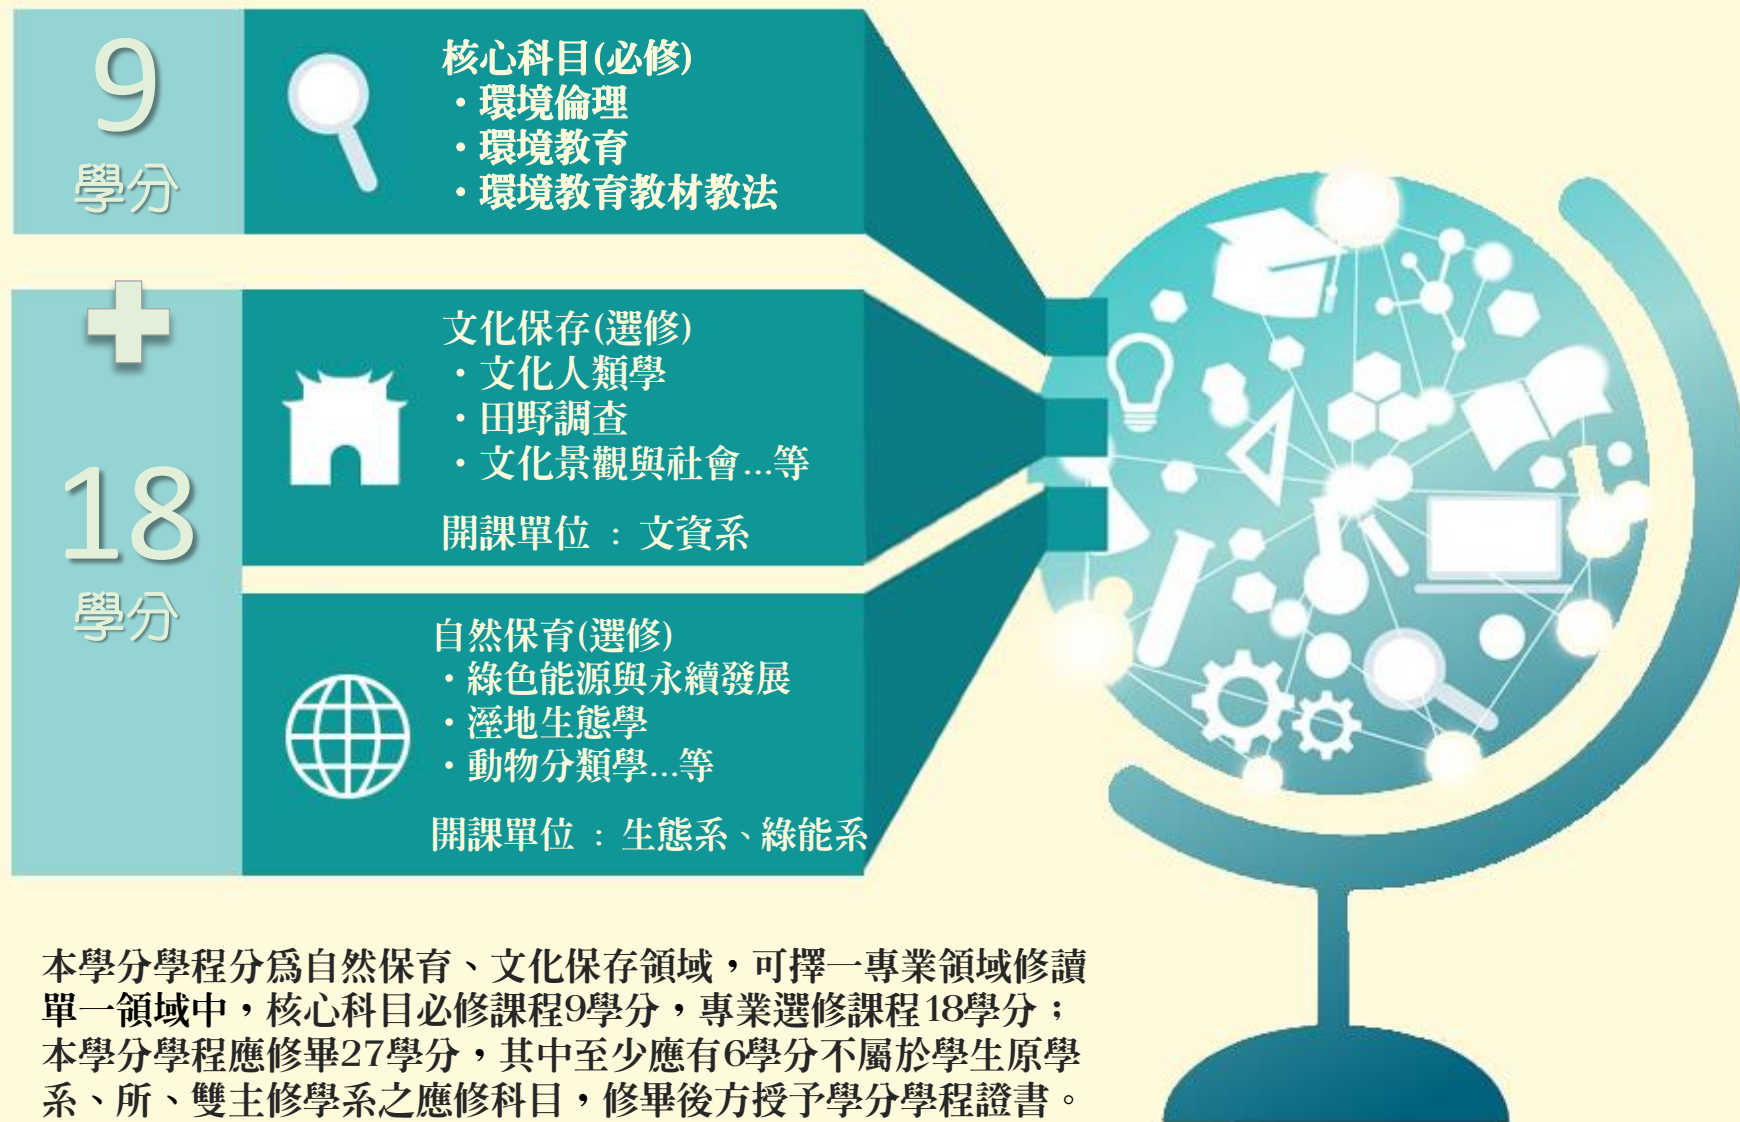 9
學分
核心科目(必修)
・環境倫理
・環境教育
・環境教育教材教法
18
學分
文化保存(選修)
・文化人類學
・田野調查
・文化景觀與社會...等
開課單位 : 文資系
自然保育(選修)
・綠色能源與永續發展
・溼地生態學
・動物分類學...等
開課單位 : 生態系、綠能系
本學分學程分為自然保育、文化保存領域，可擇一專業領域修讀
單一領域中，核心科目必修課程9學分，專業選修課程18學分；
本學分學程應修畢27學分，其中至少應有6學分不屬於學生原學
系、所、雙主修學系之應修科目，修畢後方授予學分學程證書。